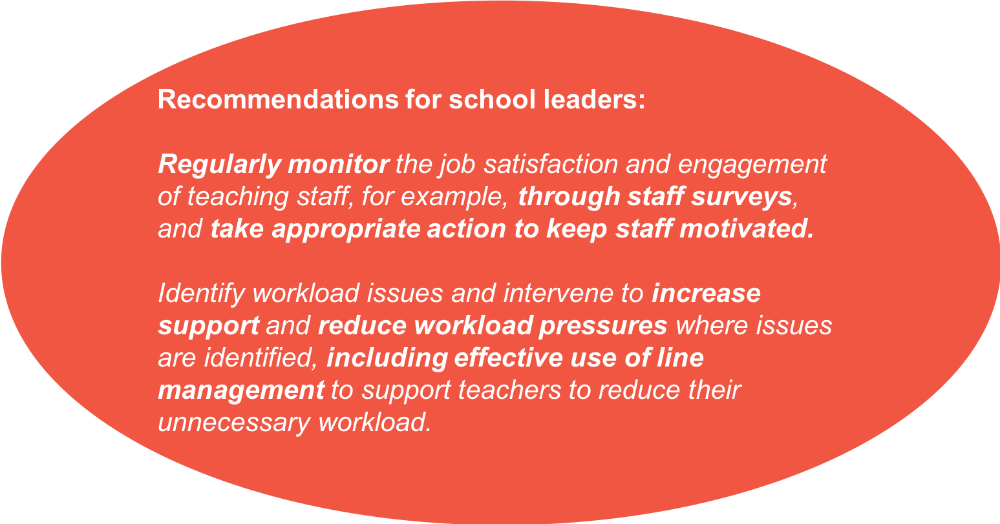 Recommendations for school leaders:
Regularly monitor the job satisfaction and engagement
of teaching staff, for example, through staff surveys,
and take appropriate action to keep staff motivated.
Identify workload issues and intervene to increase
support and reduce workload pressures where issues
are identified, including effective use of line
management to support teachers to reduce their
unnecessary workload.